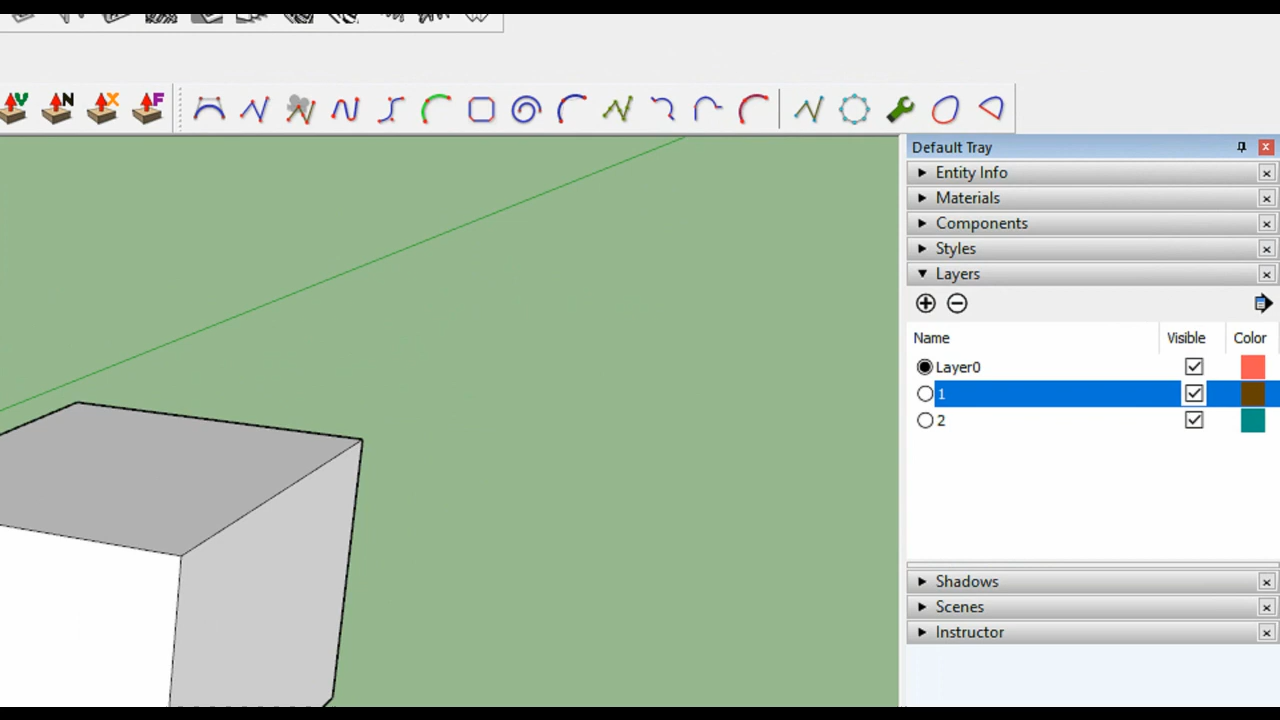 V N X F
Default Tray
Entity Info
Materials
Components
Styles
Layers
Name Visible Color
Layer0
1
2
Shadows
Scenes
Instructor